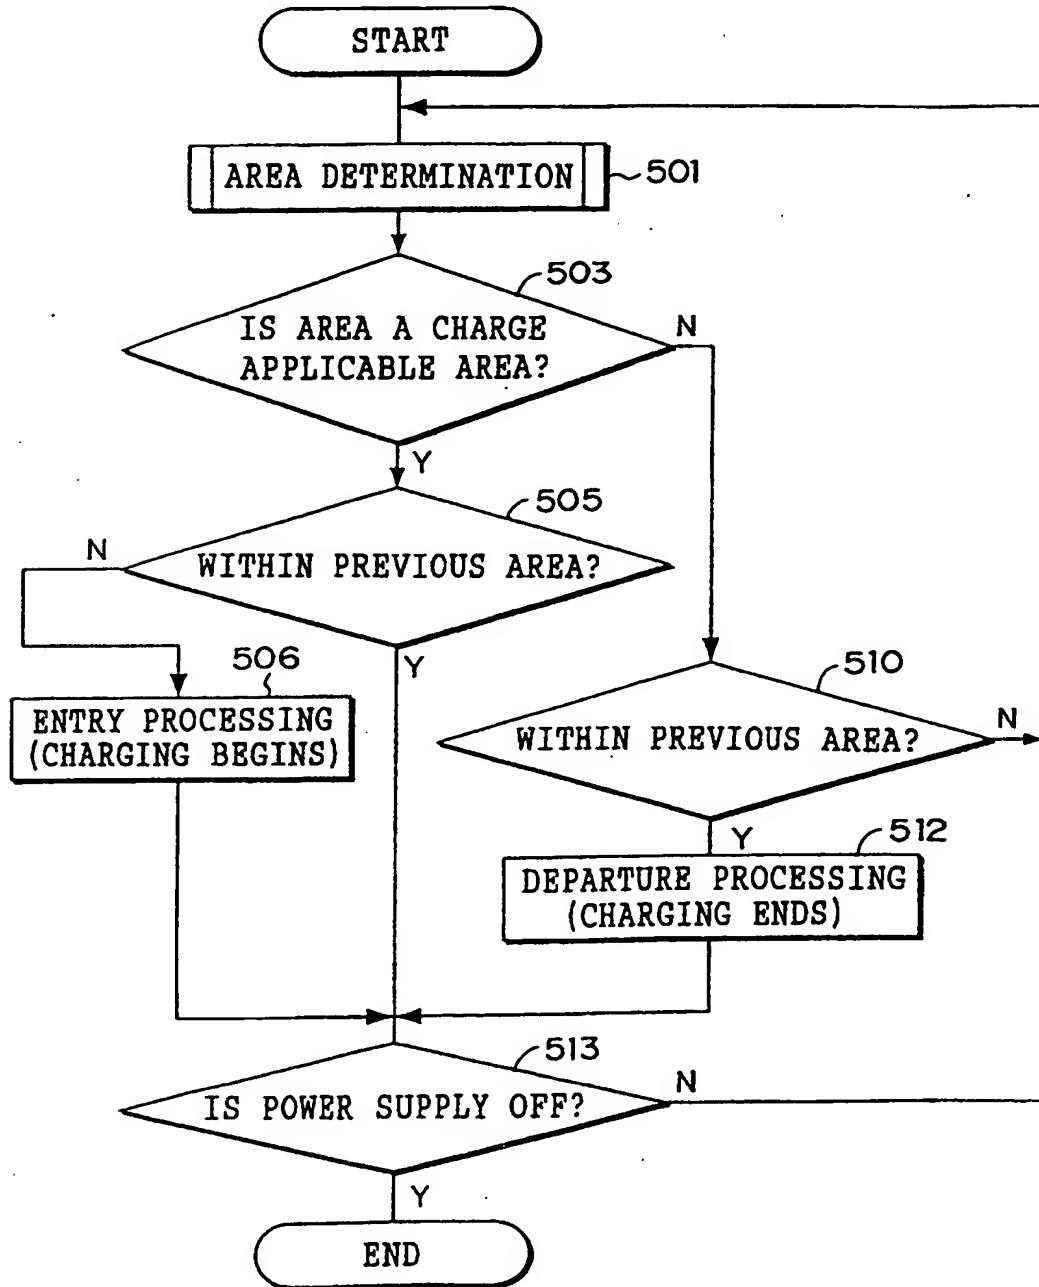 START
AREA DETERMINATION
501
503
IS AREA A CHARGE
APPLICABLE AREA?
N
Y
505
N
WITHIN PREVIOUS AREA?
Y
506
ENTRY PROCESSING
(CHARGING BEGINS)
510
WITHIN PREVIOUS AREA?
N
Y
512
DEPARTURE PROCESSING
(CHARGING ENDS)
513
IS POWER SUPPLY OFF?
N
Y
END